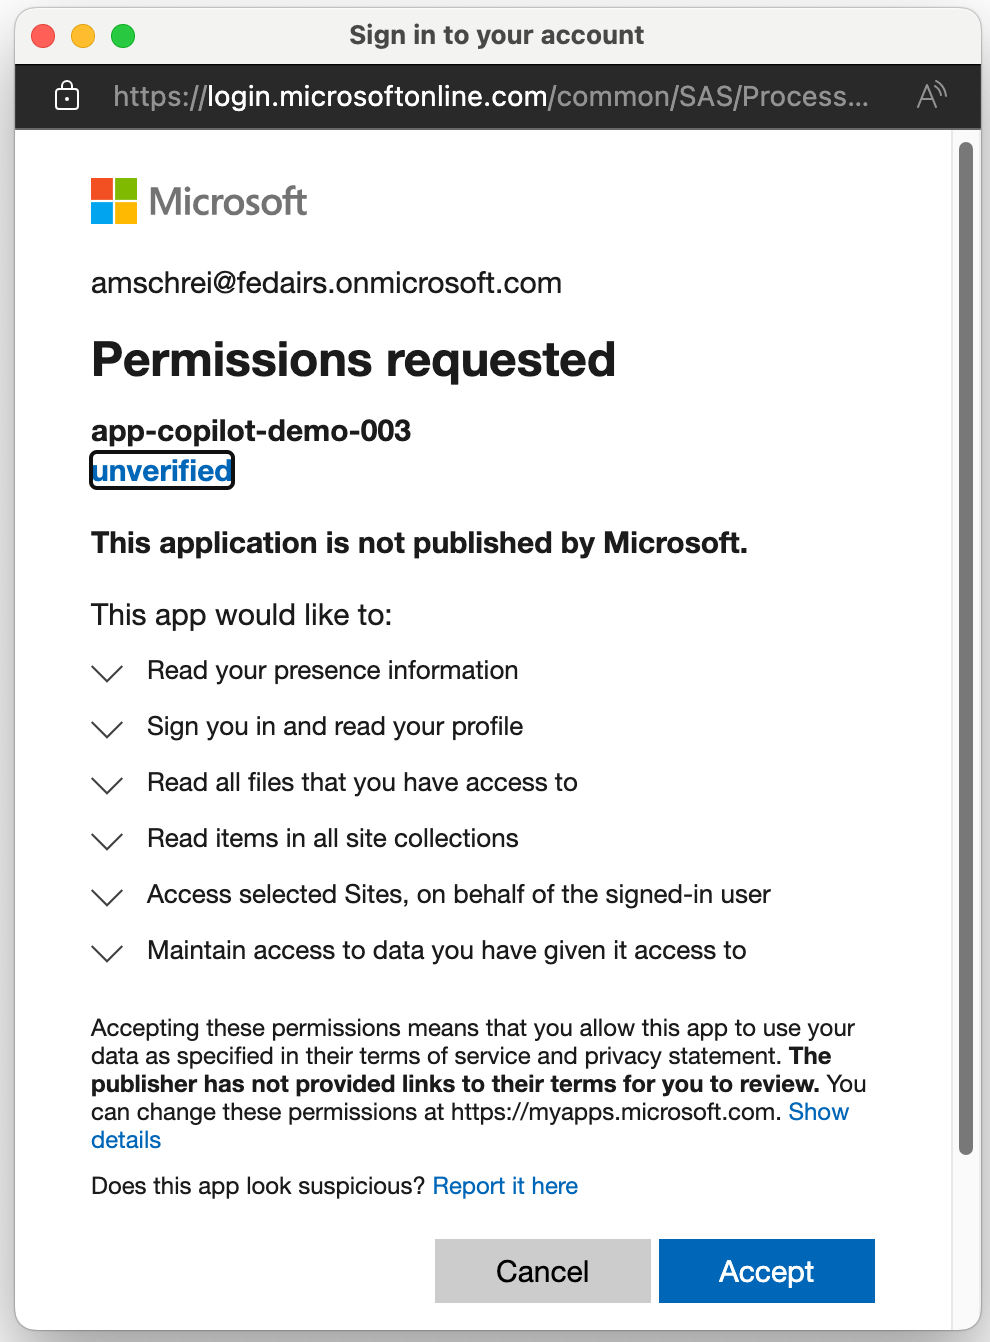 Sign in to your account
https://login.microsoftonline.com/common/SAS/Process...
Microsoft
amschrei@fedairs.onmicrosoft.com
Permissions requested
app-copilot-demo-003
unverified
This application is not published by Microsoft.
This app would like to:
Read your presence information
Sign you in and read your profile
Read all files that you have access to
Read items in all site collections
Access selected Sites, on behalf of the signed-in user
Maintain access to data you have given it access to
Accepting these permissions means that you allow this app to use your
data as specified in their terms of service and privacy statement. The
publisher has not provided links to their terms for you to review. You
can change these permissions at https://myapps.microsoft.com. Show
details
Does this app look suspicious? Report it here
Cancel
Accept